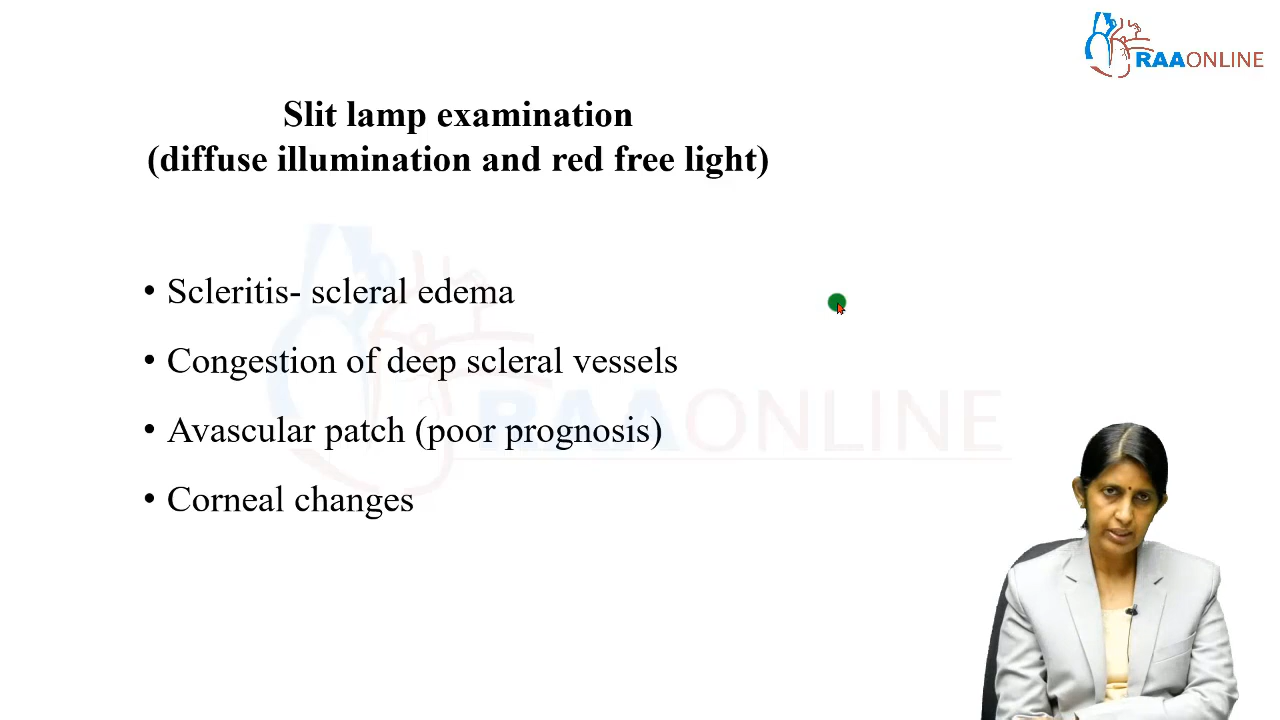 RAAONLINE
Slit lamp examination
(diffuse illumination and red free light)
• Scleritis- scleral edema
• Congestion of deep scleral vessels
• Avascular patch (poor prognosis)
• Corneal changes
RAAONLINE